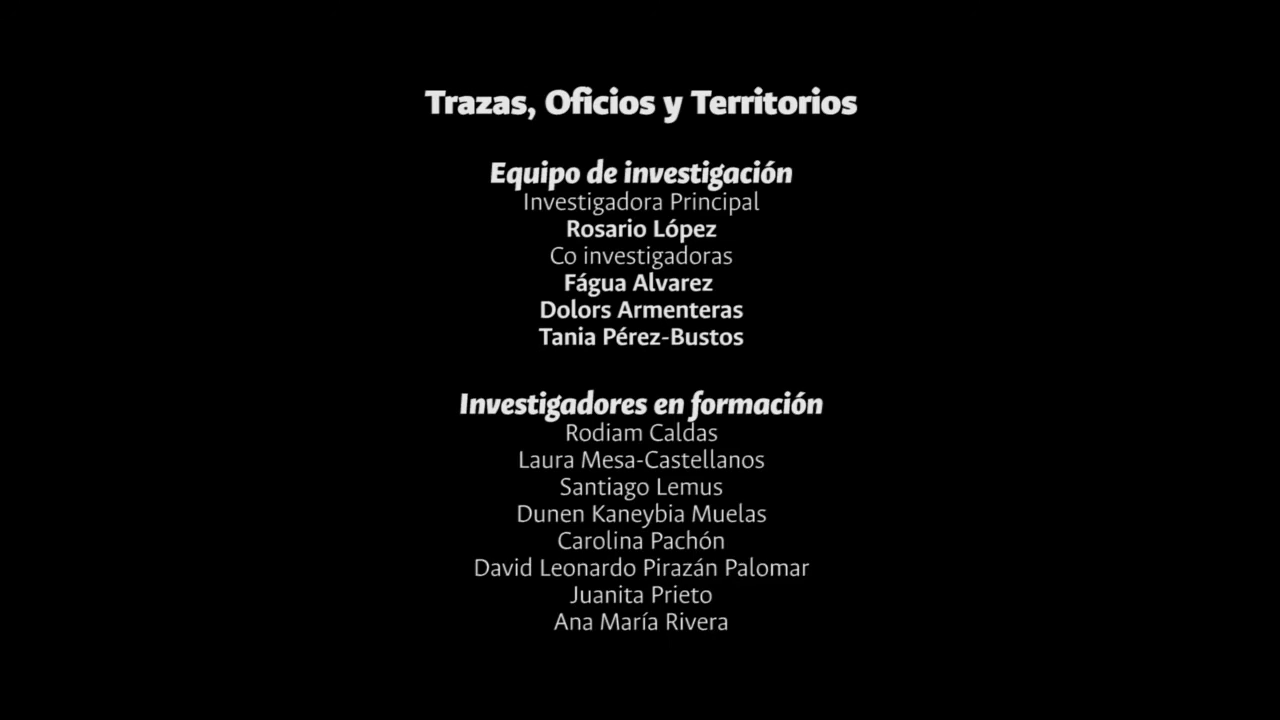 Trazas, Oficios y Territorios
Equipo de investigación
Investigadora Principal
Rosario López
Co investigadoras
Fágua Alvarez
Dolors Armenteras
Tania Pérez-Bustos
Investigadores en formación
Rodiam Caldas
Laura Mesa-Castellanos
Santiago Lemus
Dunen Kaneybia Muelas
Carolina Pachón
David Leonardo Pirazán Palomar
Juanita Prieto
Ana María Rivera